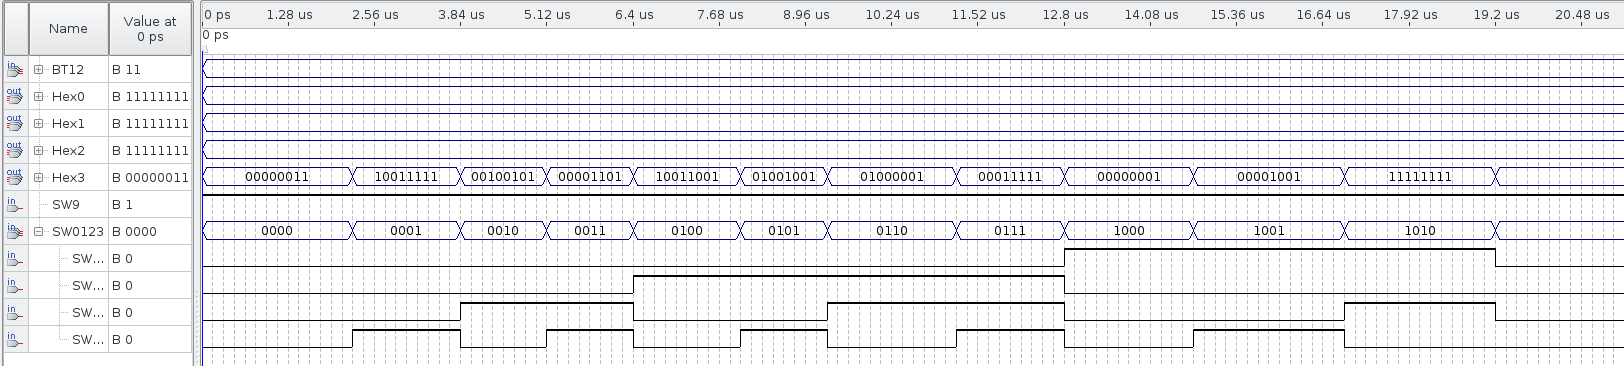 Name Value at 0 ps
0 ps 1.28 us 2.56 us 3.84 us 5.12 us 6.4 us 7.68 us 8.96 us 10.24 us 11.52 us 12.8 us 14.08 us 15.36 us 16.64 us 17.92 us 19.2 us 20.48 us
0 ps
in BT12 B 11
out Hex0 B 11111111
out Hex1 B 11111111
out Hex2 B 11111111
out Hex3 B 00000011 00000011 10011111 00100101 00001101 10011001 01001001 01000001 00011111 00000001 00001001 11111111
in SW9 B 1
in SW0123 B 0000 0000 0001 0010 0011 0100 0101 0110 0111 1000 1001 1010
in SW... B 0
in SW... B 0
in SW... B 0
in SW... B 0